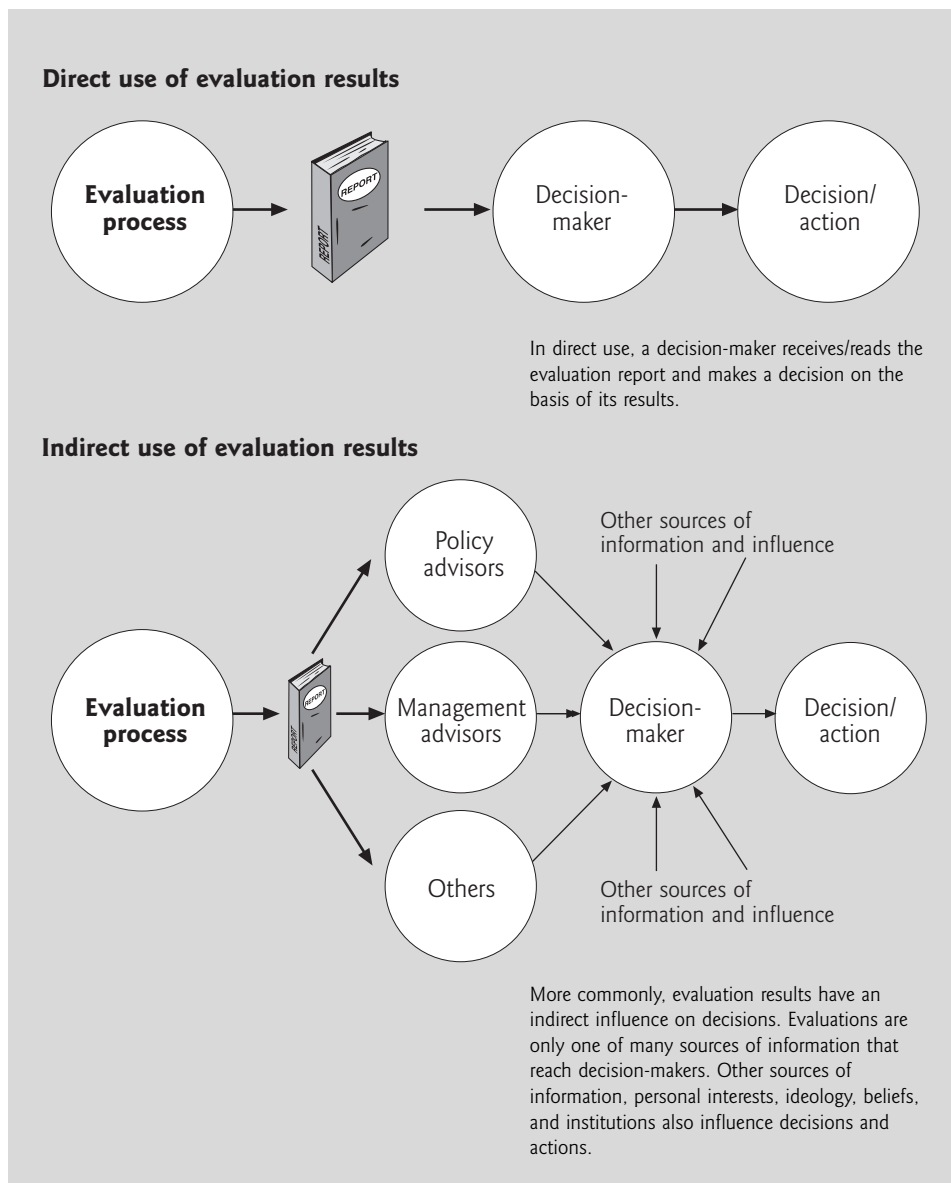 Direct use of evaluation results
Evaluation
process
REPORT
REPORT
Decision-
maker
Decision/
action
In direct use, a decision-maker receives/reads the
evaluation report and makes a decision on the
basis of its results.
Indirect use of evaluation results
Policy
advisors
Other sources of
information and influence
Evaluation
process
REPORT
REPORT
Management
advisors
Decision-
maker
Decision/
action
Others
Other sources of
information and influence
More commonly, evaluation results have an
indirect influence on decisions. Evaluations are
only one of many sources of information that
reach decision-makers. Other sources of
information, personal interests, ideology, beliefs,
and institutions also influence decisions and
actions.